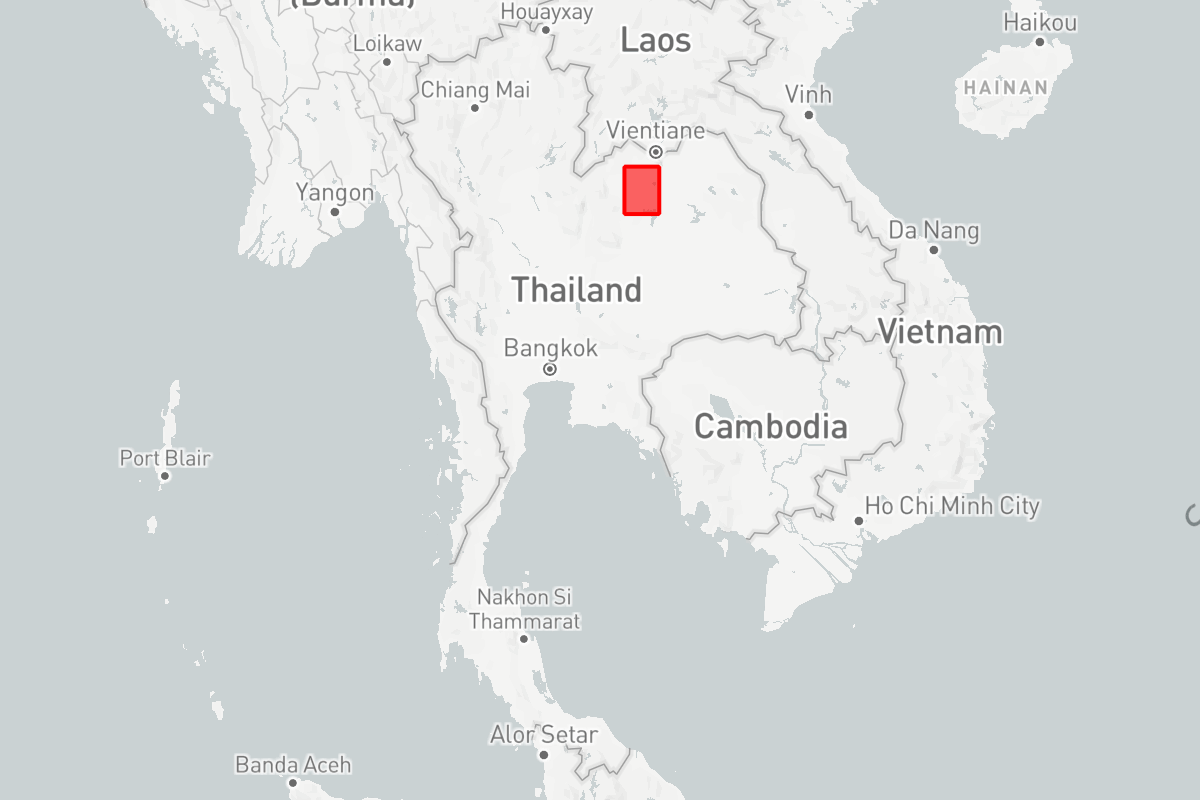 (Burma)
Houayxay
Haikou
Loikaw
Laos
Chiang Mai
HAINAN
Vinh
Vientiane
Yangon
Da Nang
Thailand
Vietnam
Bangkok
Cambodia
Port Blair
Ho Chi Minh City
Nakhon Si
Thammarat
Alor Setar
Banda Aceh